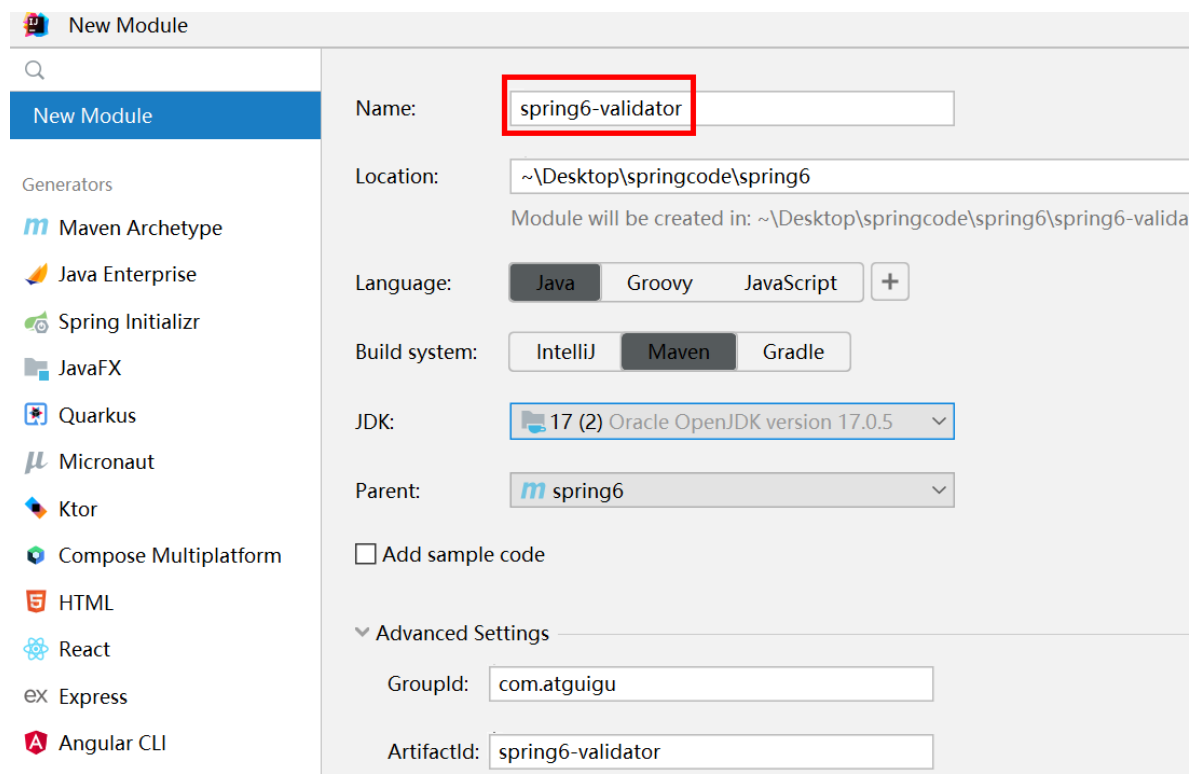 New Module
New Module
Generators
Maven Archetype
Java Enterprise
Spring Initializr
JavaFX
Quarkus
Micronaut
Ktor
Compose Multiplatform
HTML
React
ex Express
Angular CLI
Name: spring6-validator
Location: ~\Desktop\springcode\spring6
Module will be created in: ~\Desktop\springcode\spring6\spring6-valida
Language: Java Groovy JavaScript +
Build system: IntelliJ Maven Gradle
JDK: 17 (2) Oracle OpenJDK version 17.0.5
Parent: m spring6
Add sample code
Advanced Settings
GroupId: com.atguigu
ArtifactId: spring6-validator